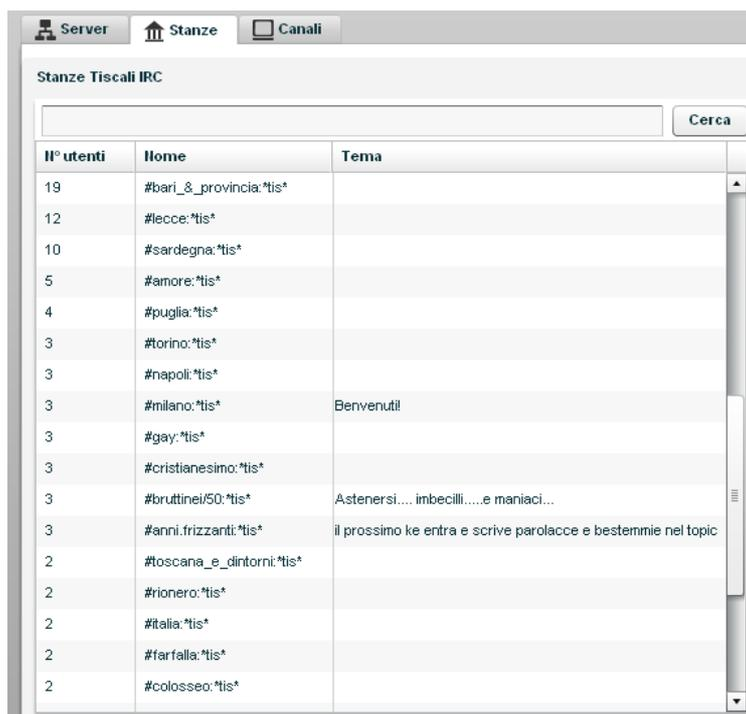 Server Stanze Canali
Stanze Tiscali IRC
Cerca
N° utenti Nome Tema
19 #bari_&_provincia:*tis*
12 #lecce:*tis*
10 #sardegna:*tis*
5 #amore:*tis*
4 #puglia:*tis*
3 #torino:*tis*
3 #napoli:*tis*
3 #milano:*tis* Benvenuti!
3 #gay:*tis*
3 #cristianesimo:*tis*
3 #bruttinei/50:*tis* Astenersi.... imbecilli.....e maniaci...
3 #anni.frizzanti:*tis* il prossimo ke entra e scrive parolacce e bestemmie nel topic
2 #toscana_e_dintorni:*tis*
2 #rionero:*tis*
2 #italia:*tis*
2 #farfalla:*tis*
2 #colosseo:*tis*